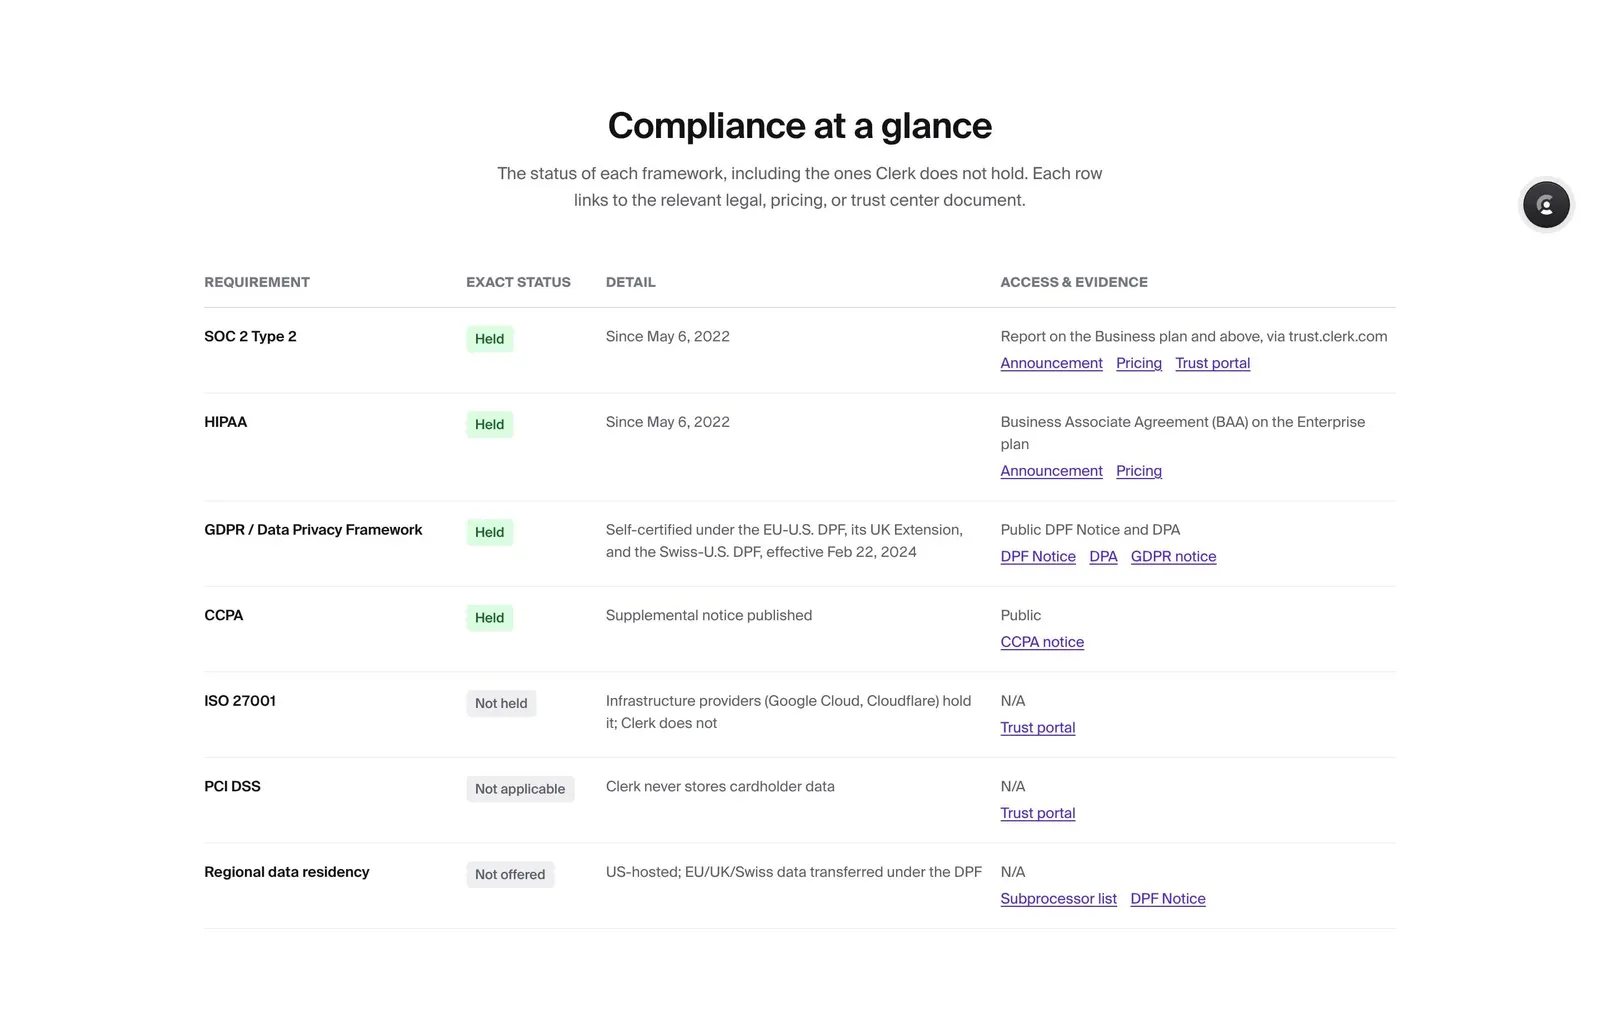 Compliance at a glance
The status of each framework, including the ones Clerk does not hold. Each row
links to the relevant legal, pricing, or trust center document.
REQUIREMENT EXACT STATUS DETAIL ACCESS & EVIDENCE
SOC 2 Type 2 Held Since May 6, 2022 Report on the Business plan and above, via trust.clerk.com
Announcement Pricing Trust portal
HIPAA Held Since May 6, 2022 Business Associate Agreement (BAA) on the Enterprise
plan
Announcement Pricing
GDPR / Data Privacy Framework Held Self-certified under the EU-U.S. DPF, its UK Extension, Public DPF Notice and DPA
and the Swiss-U.S. DPF, effective Feb 22, 2024
DPF Notice DPA GDPR notice
CCPA Held Supplemental notice published Public
CCPA notice
ISO 27001 Not held Infrastructure providers (Google Cloud, Cloudflare) hold N/A
it; Clerk does not
Trust portal
PCI DSS Not applicable Clerk never stores cardholder data N/A
Trust portal
Regional data residency Not offered US-hosted; EU/UK/Swiss data transferred under the DPF N/A
Subprocessor list DPF Notice